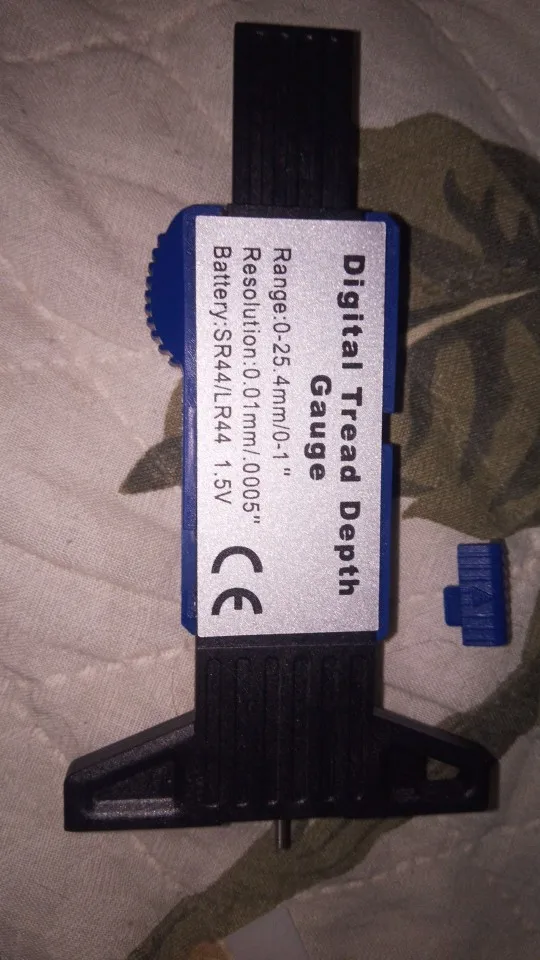 Digital Tread Depth
Gauge
Range:0-25.4mm/0-1"
Resolution:0.01mm/.0005"
Battery:SR44/LR44 1.5V
CE